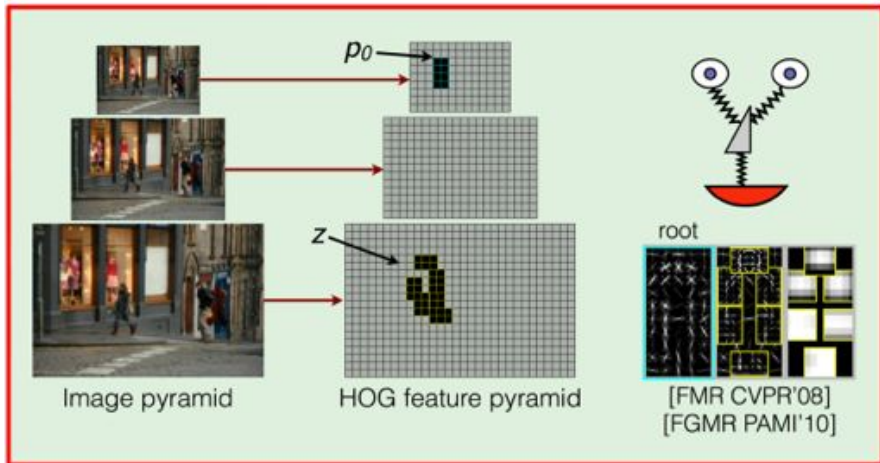 p₀
z
root
Image pyramid
HOG feature pyramid
[FMR CVPR'08]
[FGMR PAMI'10]